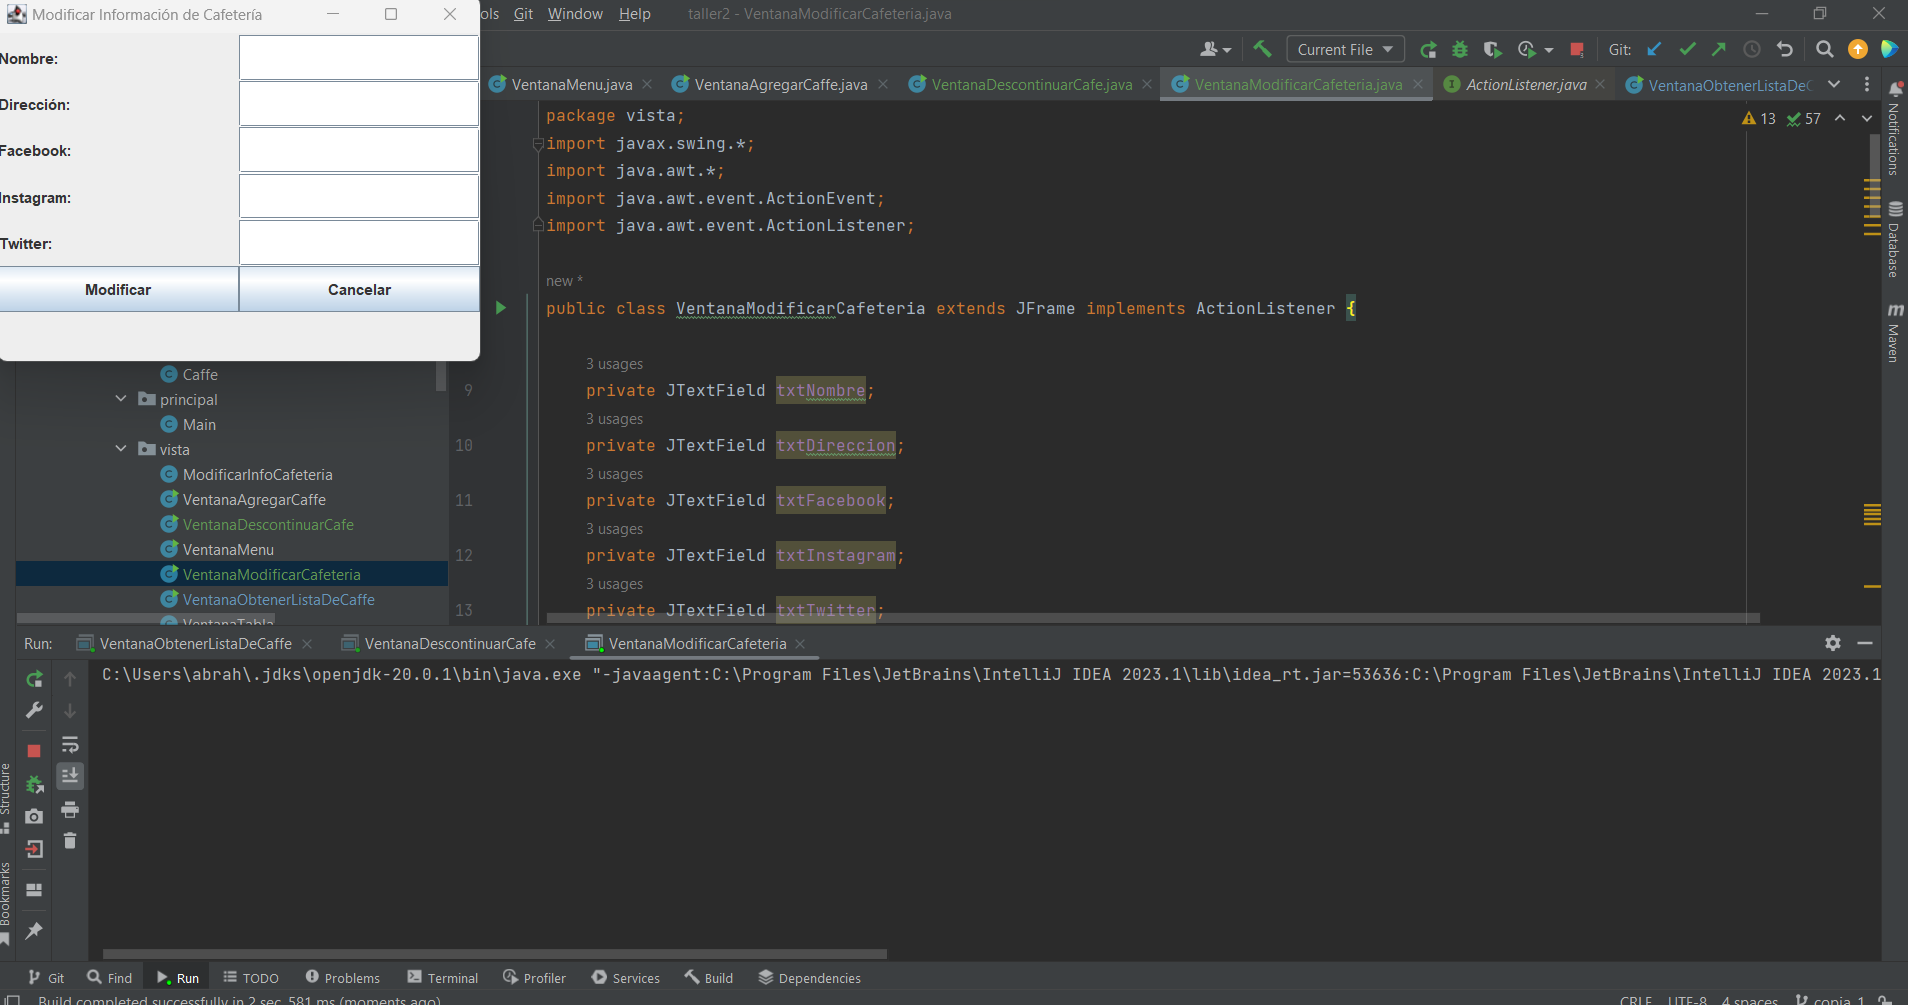 Modificar Información de Cafetería
ols Git Window Help taller2 - VentanaModificarCafeteria.java
Nombre:
Dirección:
Facebook:
Instagram:
Twitter:
Modificar Cancelar
Current File Git:
VentanaMenu.java VentanaAgregarCaffe.java VentanaDescontinuarCafe.java VentanaModificarCafeteria.java ActionListener.java VentanaObtenerListaDeC
13 57
package vista;
import javax.swing.*;
import java.awt.*;
import java.awt.event.ActionEvent;
import java.awt.event.ActionListener;
new *
public class VentanaModificarCafeteria extends JFrame implements ActionListener {
3 usages
9 private JTextField txtNombre;
3 usages
10 private JTextField txtDireccion;
3 usages
11 private JTextField txtFacebook;
3 usages
12 private JTextField txtInstagram;
3 usages
13 private JTextField txtTwitter;
Caffe
principal
Main
vista
ModificarInfoCafeteria
VentanaAgregarCaffe
VentanaDescontinuarCafe
VentanaMenu
VentanaModificarCafeteria
VentanaObtenerListaDeCaffe
VentanaTabla
Notifications
Database
m Maven
Run: VentanaObtenerListaDeCaffe VentanaDescontinuarCafe VentanaModificarCafeteria
C:\Users\abrah\.jdks\openjdk-20.0.1\bin\java.exe "-javaagent:C:\Program Files\JetBrains\IntelliJ IDEA 2023.1\lib\idea_rt.jar=53636:C:\Program Files\JetBrains\IntelliJ IDEA 2023.1
Structure
Bookmarks
Git Find Run TODO Problems Terminal Profiler Services Build Dependencies
Build completed successfully in 2 sec, 581 ms (moments ago) CRLF UTF-8 4 spaces copia_1